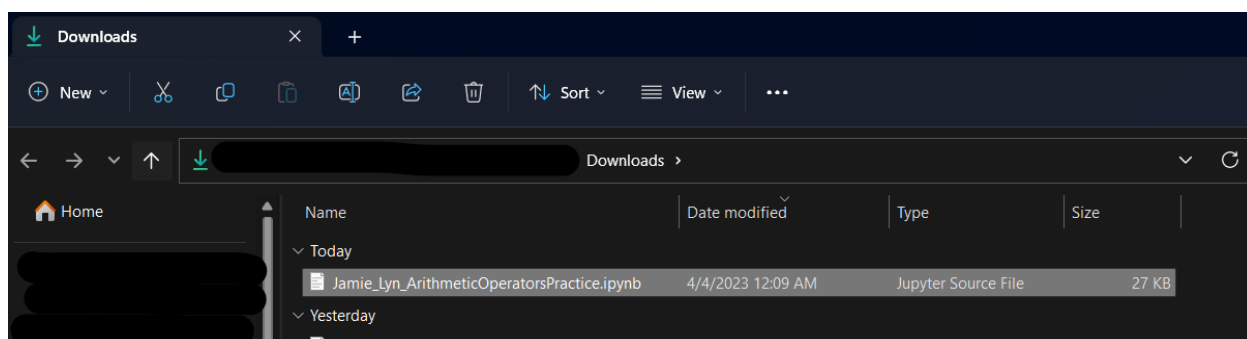 Downloads
New
Sort
View
Downloads
Home
Name
Date modified
Type
Size
Today
Jamie_Lyn_ArithmeticOperatorsPractice.ipynb 4/4/2023 12:09 AM Jupyter Source File 27 KB
Yesterday